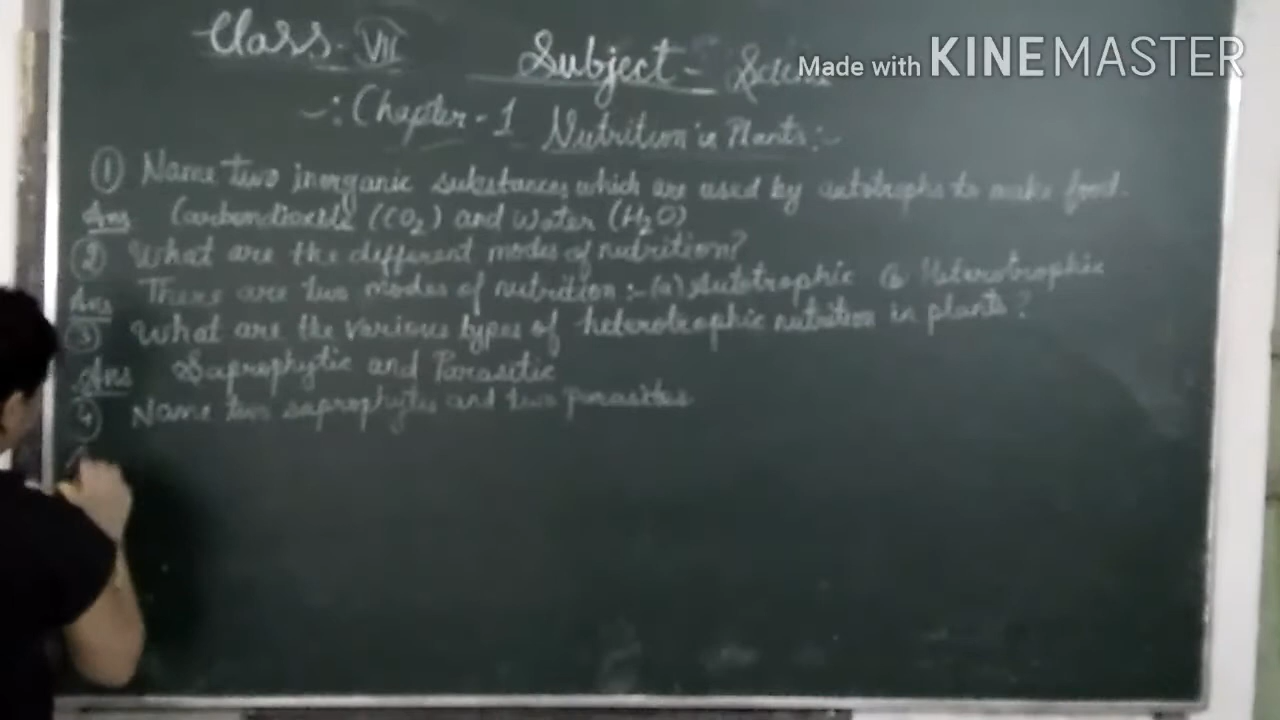 Class - VII Subject - Scien
Made with KINEMASTER
-: Chapter - 1 Nutrition in Plants :-
① Name two inorganic substances which are used by autotrophs to make food.
Ans Carbondioxide (CO₂) and Water (H₂O)
② What are the different modes of nutrition?
Ans There are two modes of nutrition :- (a) Autotrophic Heterotrophic
③ What are the various types of heterotrophic nutrition in plants?
Ans Saprophytic and Parasitic
④ Name two saprophytes and two parasites